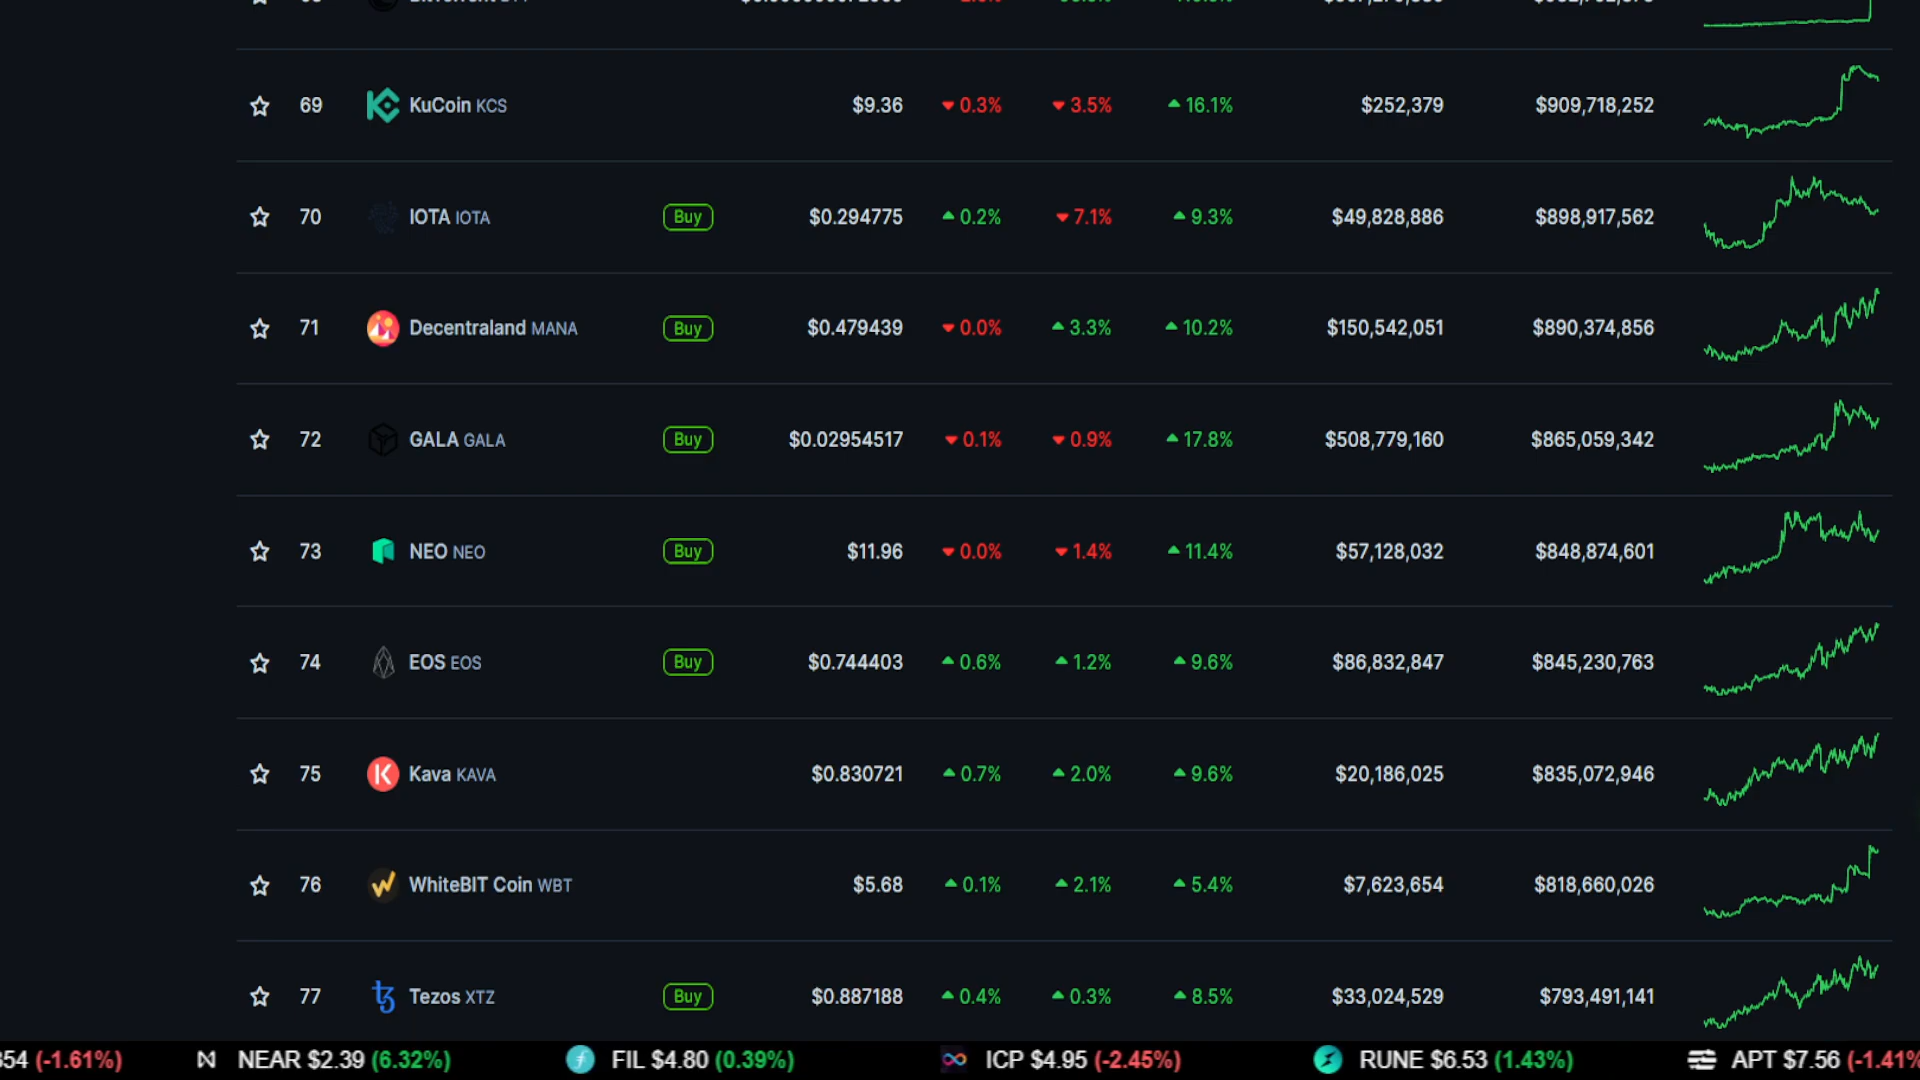 69 KuCoin KCS $9.36 0.3% 3.5% 16.1% $252,379 $909,718,252
70 IOTA IOTA Buy $0.294775 0.2% 7.1% 9.3% $49,828,886 $898,917,562
71 Decentraland MANA Buy $0.479439 0.0% 3.3% 10.2% $150,542,051 $890,374,856
72 GALA GALA Buy $0.02954517 0.1% 0.9% 17.8% $508,779,160 $865,059,342
73 NEO NEO Buy $11.96 0.0% 1.4% 11.4% $57,128,032 $848,874,601
74 EOS EOS Buy $0.744403 0.6% 1.2% 9.6% $86,832,847 $845,230,763
75 Kava KAVA $0.830721 0.7% 2.0% 9.6% $20,186,025 $835,072,946
76 WhiteBIT Coin WBT $5.68 0.1% 2.1% 5.4% $7,623,654 $818,660,026
77 Tezos XTZ Buy $0.887188 0.4% 0.3% 8.5% $33,024,529 $793,491,141
354 (-1.61%) NEAR $2.39 (6.32%) FIL $4.80 (0.39%) ICP $4.95 (-2.45%) RUNE $6.53 (1.43%) APT $7.56 (-1.41%